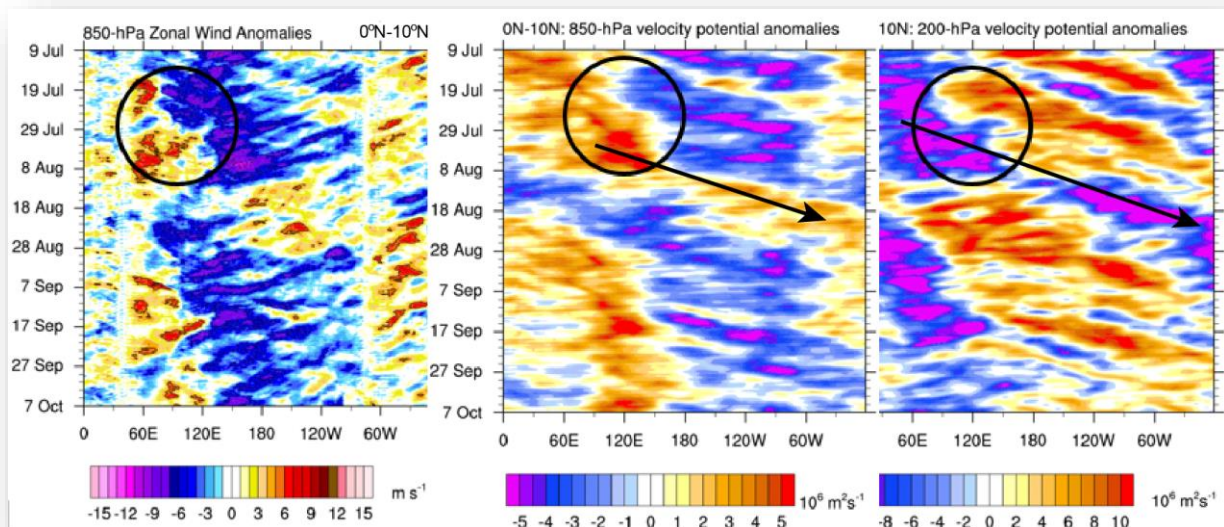 850-hPa Zonal Wind Anomalies 0ºN-10ºN
9 Jul
19 Jul
29 Jul
8 Aug
18 Aug
28 Aug
7 Sep
17 Sep
27 Sep
7 Oct
0 60E 120E 180 120W 60W
-15 -12 -9 -6 -3 0 3 6 9 12 15 m s⁻¹
0N-10N: 850-hPa velocity potential anomalies
9 Jul
19 Jul
29 Jul
8 Aug
18 Aug
28 Aug
7 Sep
17 Sep
27 Sep
7 Oct
0 60E 120E 180 120W 60W
-5 -4 -3 -2 -1 0 1 2 3 4 5 10⁶ m²s⁻¹
10N: 200-hPa velocity potential anomalies
60E 120E 180 120W 60W
-8 -6 -4 -2 0 2 4 6 8 10 10⁶ m²s⁻¹